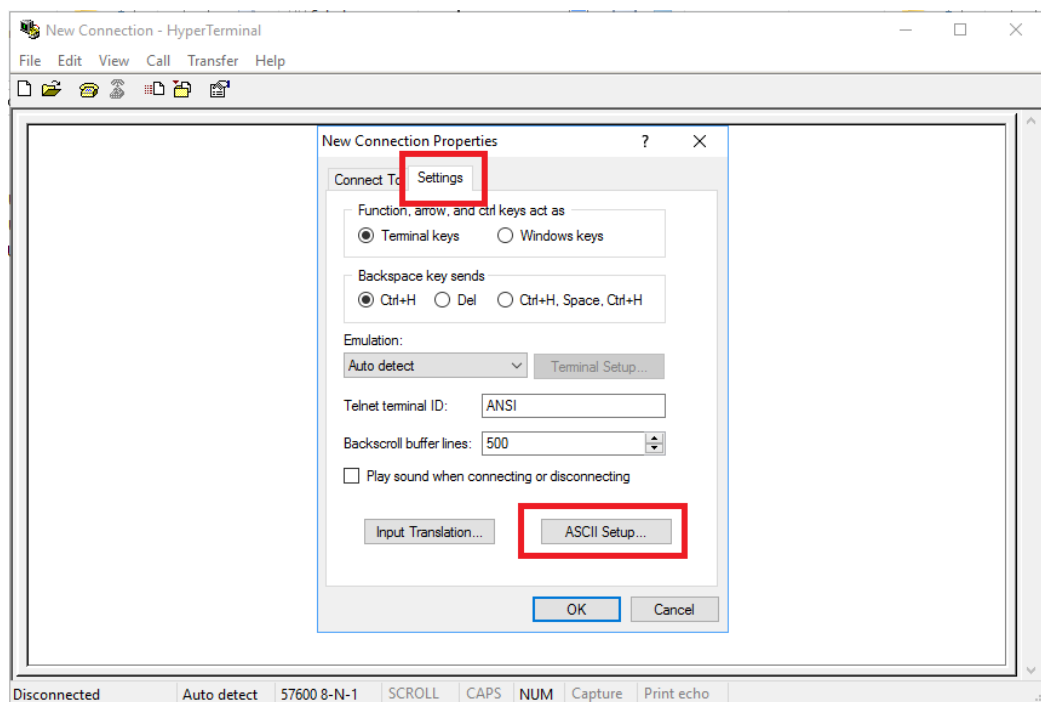 New Connection - HyperTerminal
File Edit View Call Transfer Help
New Connection Properties ?
Connect To Settings
Function, arrow, and ctrl keys act as
Terminal keys Windows keys
Backspace key sends
Ctrl+H Del Ctrl+H, Space, Ctrl+H
Emulation:
Auto detect Terminal Setup...
Telnet terminal ID: ANSI
Backscroll buffer lines: 500
Play sound when connecting or disconnecting
Input Translation... ASCII Setup...
OK Cancel
Disconnected Auto detect 57600 8-N-1 SCROLL CAPS NUM Capture Print echo